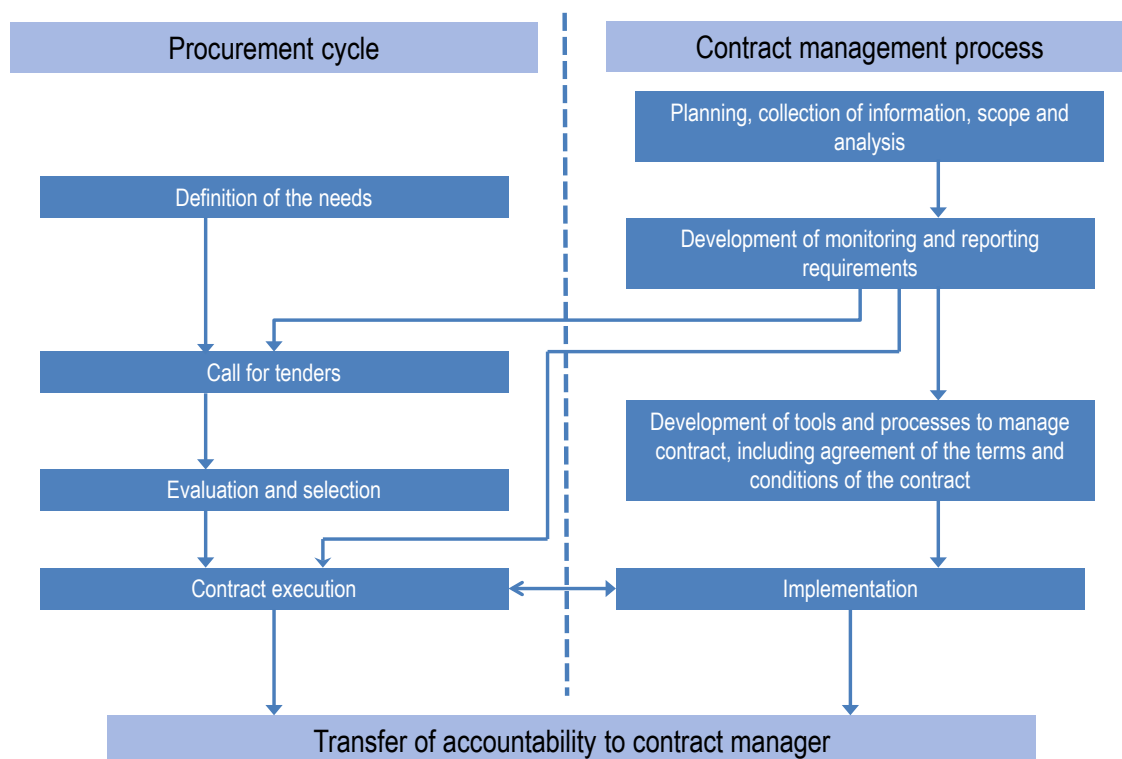 Procurement cycle
Contract management process
Planning, collection of information, scope and
analysis
Definition of the needs
Development of monitoring and reporting
requirements
Call for tenders
Development of tools and processes to manage
contract, including agreement of the terms and
conditions of the contract
Evaluation and selection
Contract execution
Implementation
Transfer of accountability to contract manager